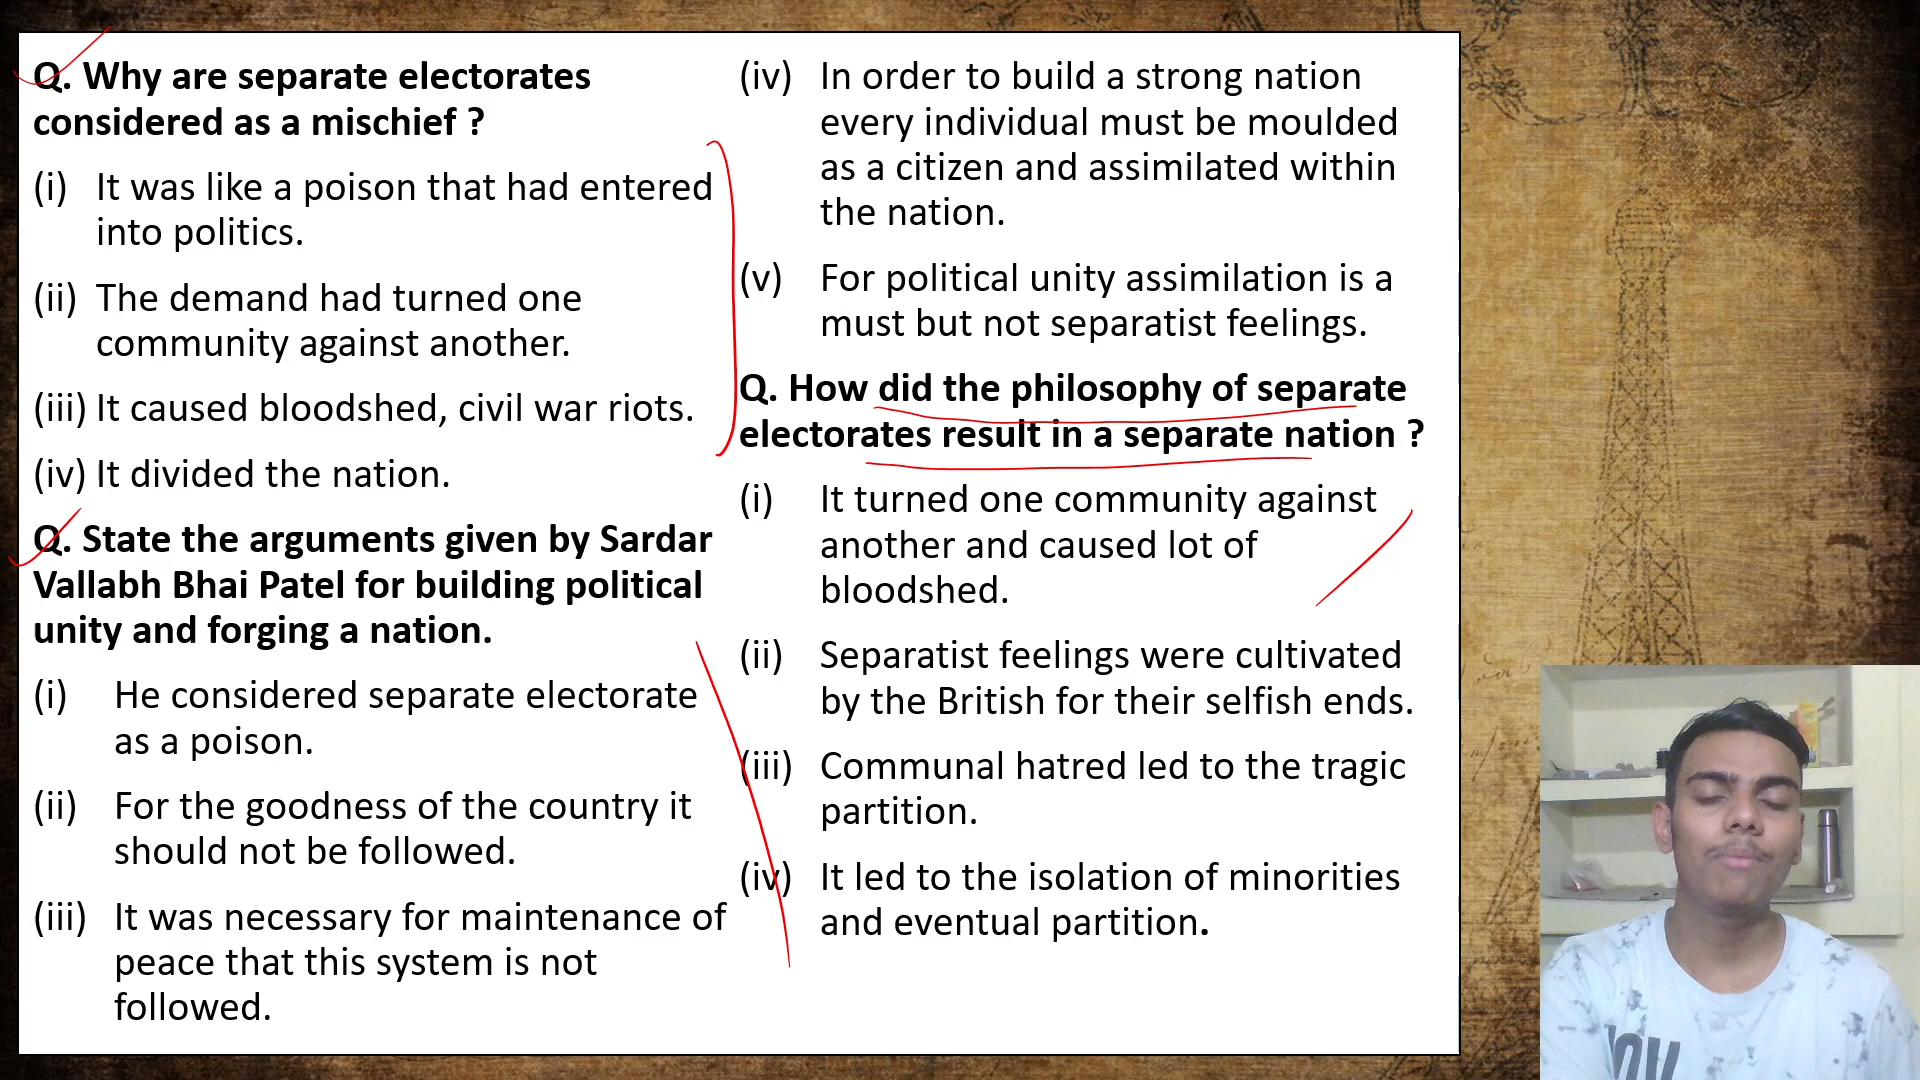 Q. Why are separate electorates
considered as a mischief ?
(i) It was like a poison that had entered
into politics.
(ii) The demand had turned one
community against another.
(iii) It caused bloodshed, civil war riots.
(iv) It divided the nation.
Q. State the arguments given by Sardar
Vallabh Bhai Patel for building political
unity and forging a nation.
(i) He considered separate electorate
as a poison.
(ii) For the goodness of the country it
should not be followed.
(iii) It was necessary for maintenance of
peace that this system is not
followed.
(iv) In order to build a strong nation
every individual must be moulded
as a citizen and assimilated within
the nation.
(v) For political unity assimilation is a
must but not separatist feelings.
Q. How did the philosophy of separate
electorates result in a separate nation ?
(i) It turned one community against
another and caused lot of
bloodshed.
(ii) Separatist feelings were cultivated
by the British for their selfish ends.
(iii) Communal hatred led to the tragic
partition.
(iv) It led to the isolation of minorities
and eventual partition.